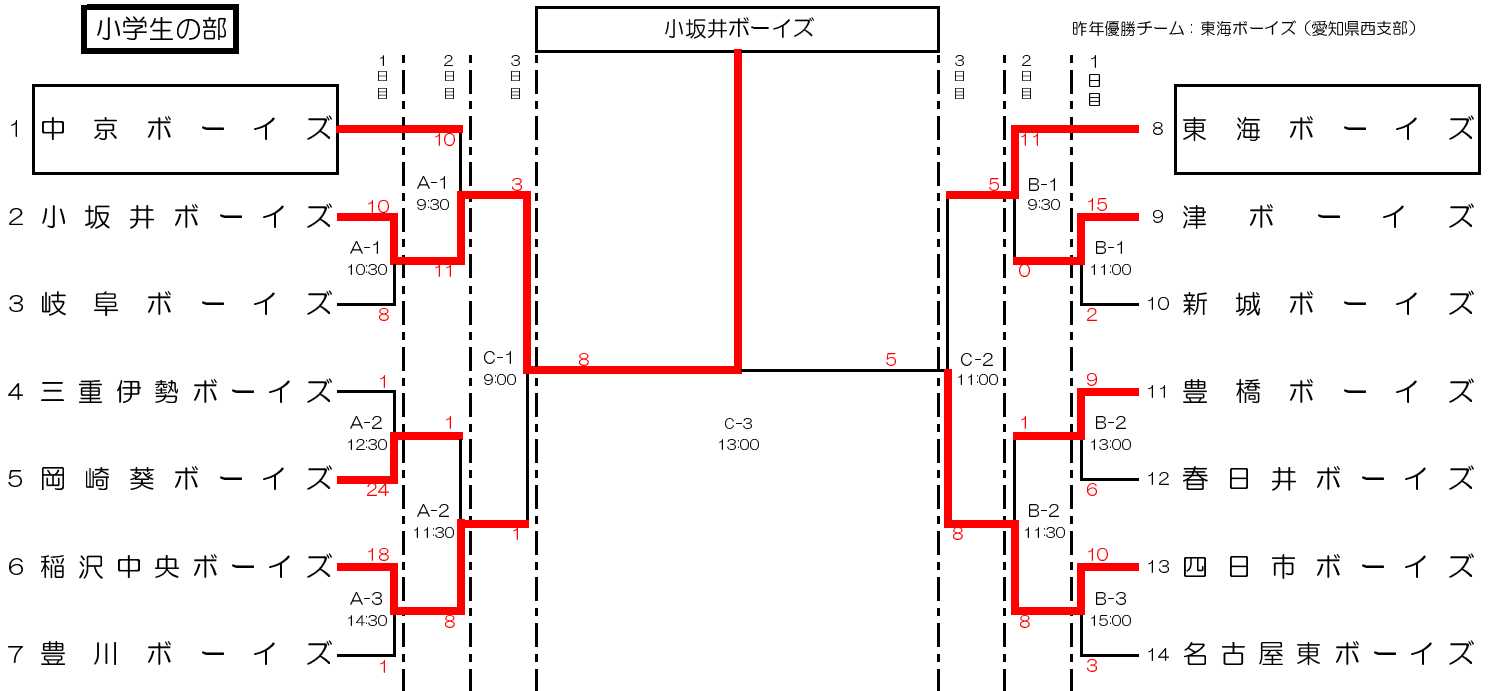 小学生の部
小坂井ボーイズ
昨年優勝チーム：東海ボーイズ（愛知県西支部）
1日目
2日目
3日目
3日目
2日目
1日目
1 中京ボーイズ
10
A-1
9:30
2 小坂井ボーイズ
10
A-1
10:30
11
3 岐阜ボーイズ
8
4 三重伊勢ボーイズ
1
A-2
12:30
1
5 岡崎葵ボーイズ
24
A-2
11:30
6 稲沢中央ボーイズ
18
A-3
14:30
8
7 豊川ボーイズ
1
3
C-1
9:00
1
8
5
C-3
13:00
5
C-2
11:00
8
8 東海ボーイズ
11
B-1
9:30
9 津ボーイズ
15
B-1
11:00
0
10 新城ボーイズ
2
11 豊橋ボーイズ
9
B-2
13:00
1
12 春日井ボーイズ
6
B-2
11:30
13 四日市ボーイズ
10
B-3
15:00
8
14 名古屋東ボーイズ
3